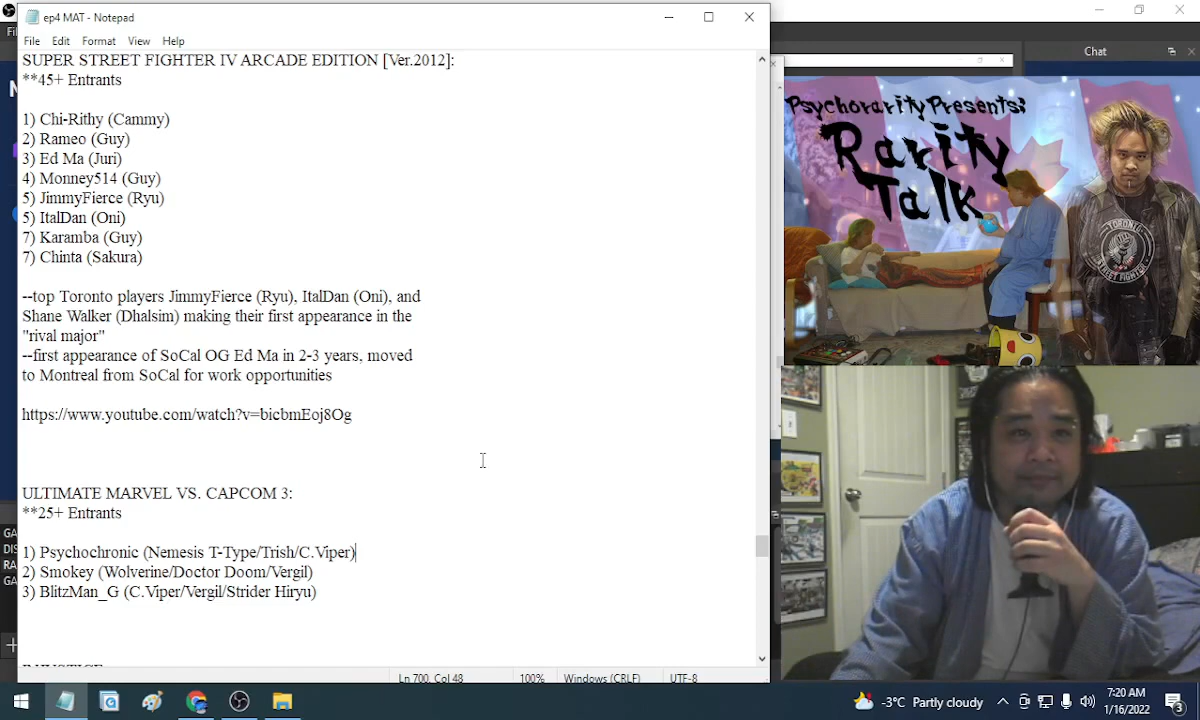 ep4 MAT - Notepad
File Edit Format View Help
SUPER STREET FIGHTER IV ARCADE EDITION [Ver.2012]:
**45+ Entrants
1) Chi-Rithy (Cammy)
2) Rameo (Guy)
3) Ed Ma (Juri)
4) Monney514 (Guy)
5) JimmyFierce (Ryu)
5) ItalDan (Oni)
7) Karamba (Guy)
7) Chinta (Sakura)
--top Toronto players JimmyFierce (Ryu), ItalDan (Oni), and
Shane Walker (Dhalsim) making their first appearance in the
"rival major"
--first appearance of SoCal OG Ed Ma in 2-3 years, moved
to Montreal from SoCal for work opportunities
https://www.youtube.com/watch?v=bicbmEoj8Og
ULTIMATE MARVEL VS. CAPCOM 3:
**25+ Entrants
1) Psychochronic (Nemesis T-Type/Trish/C.Viper)
2) Smokey (Wolverine/Doctor Doom/Vergil)
3) BlitzMan_G (C.Viper/Vergil/Strider Hiryu)
Ln 700, Col 48 100% Windows (CRLF) UTF-8
Chat
PsychorarityPresents:
Rarity
Talk
TORONTO
STREET FIGHTER
-3°C Partly cloudy
7:20 AM
1/16/2022
3